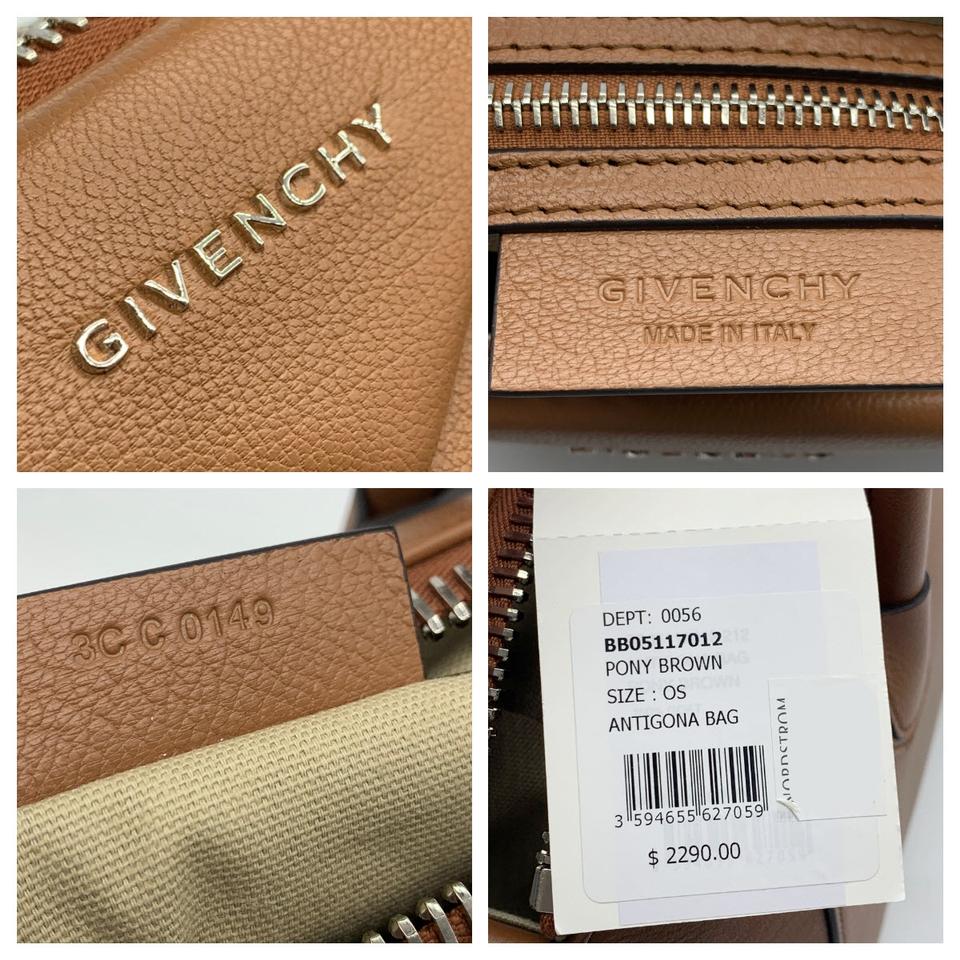 GIVENCHY
GIVENCHY
MADE IN ITALY
3C C 0149
DEPT: 0056
BB05117012
PONY BROWN
SIZE : OS
ANTIGONA BAG
NORDSTROM
3 594655 627059
$ 2290.00